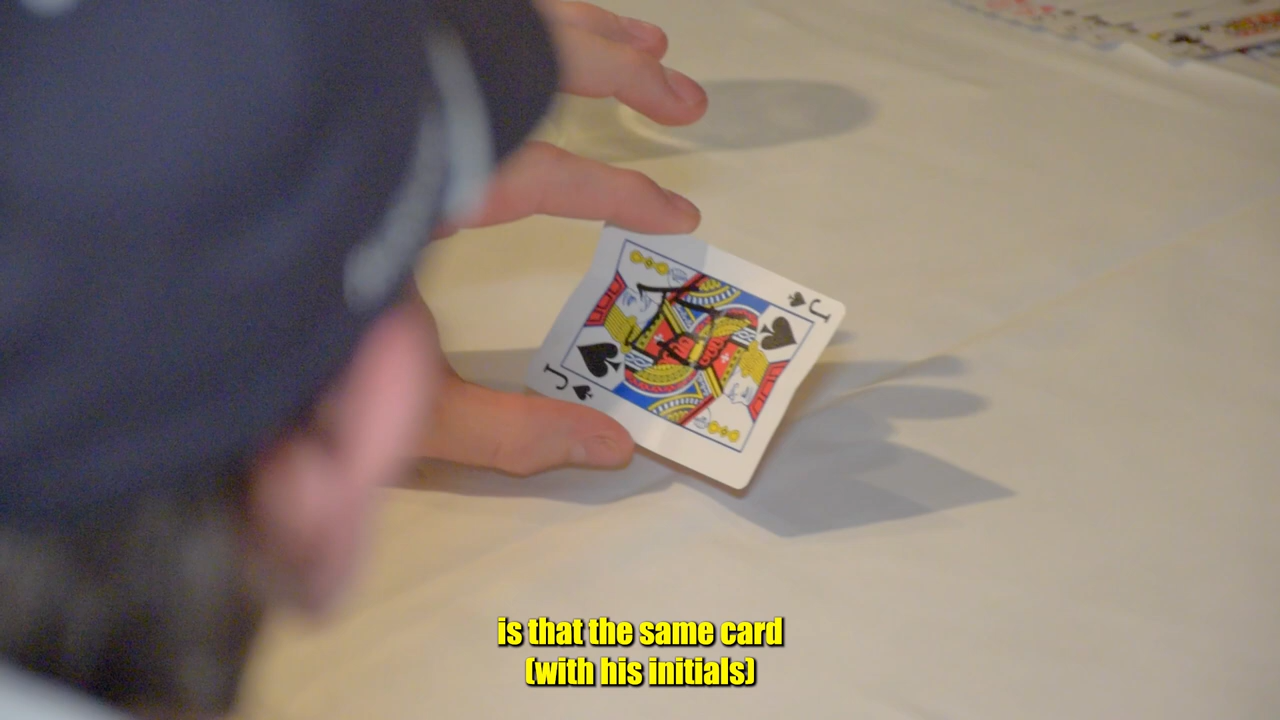 J
J
is that the same card
(with his initials)